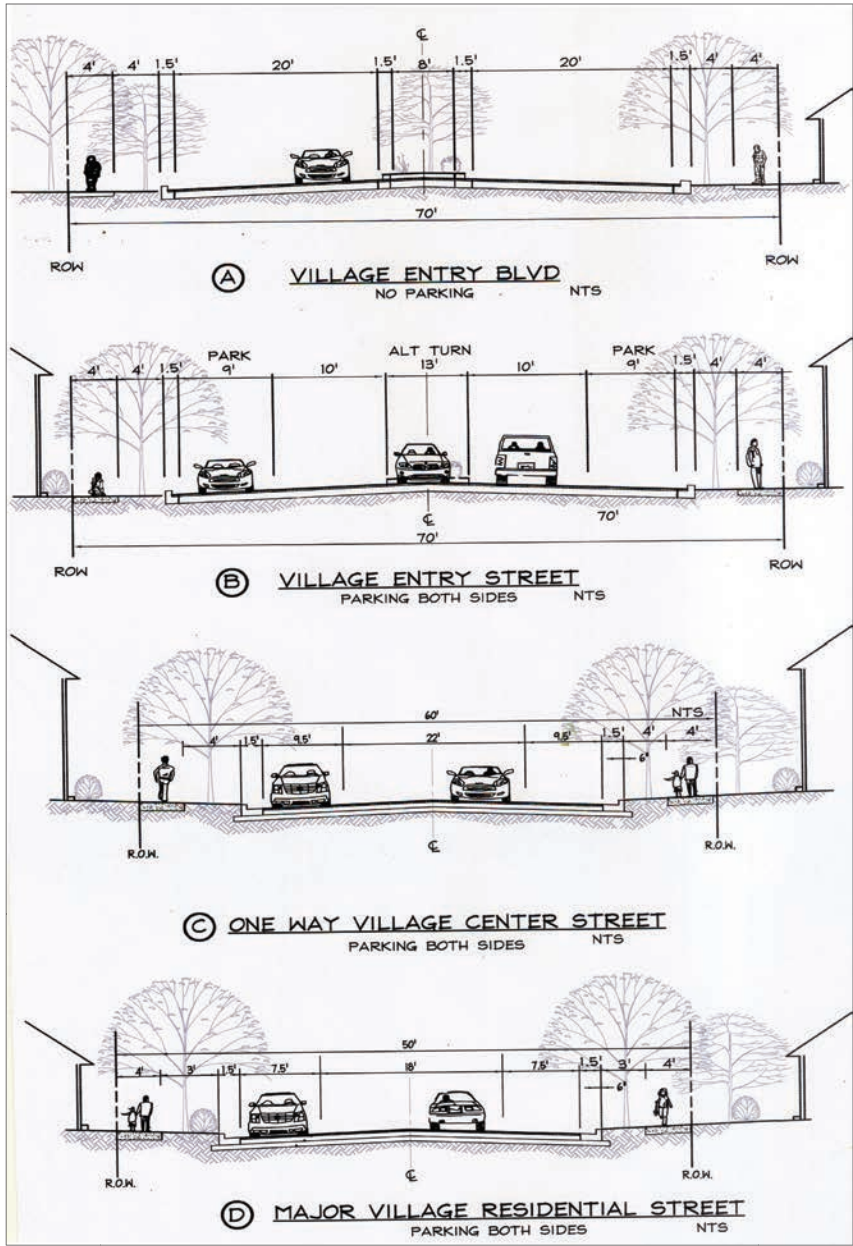 ℄
4' 4' 1.5' 20' 1.5' 8' 1.5' 20' 1.5' 4' 4'
70'
ROW ROW
A VILLAGE ENTRY BLVD
NO PARKING NTS
PARK ALT TURN PARK
4' 4' 1.5' 9' 10' 13' 10' 9' 1.5' 4' 4'
℄ 70'
70'
ROW ROW
B VILLAGE ENTRY STREET
PARKING BOTH SIDES NTS
60' NTS
4' 1.5' 9.5' 22' 9.5' 1.5' 4' 4'
6"
R.O.W. ℄ R.O.W.
C ONE WAY VILLAGE CENTER STREET
PARKING BOTH SIDES NTS
50'
4' 3' 1.5' 7.5' 18' 7.5' 1.5' 3' 4'
6"
R.O.W. ℄ R.O.W.
D MAJOR VILLAGE RESIDENTIAL STREET
PARKING BOTH SIDES NTS